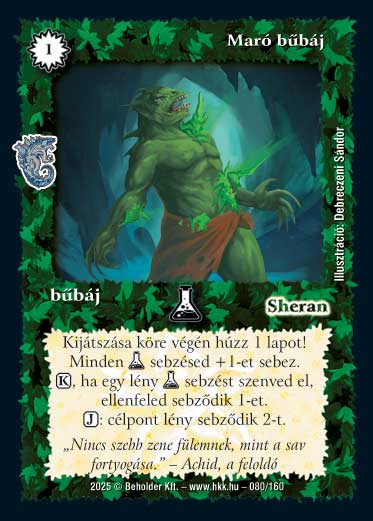 1
Maró bűbáj
Illusztráció: Debreczeni Sándor
bűbáj
Sheran
Kijátszása köre végén húzz 1 lapot!
Minden sebzésed +1-et sebez.
K, ha egy lény sebzést szenved el,
ellenfeled sebződik 1-et.
J: célpont lény sebződik 2-t.
„Nincs szebb zene fülemnek, mint a sav
fortyogása.” – Achid, a feloldó
2025 © Beholder Kft. – www.hkk.hu – 080/160